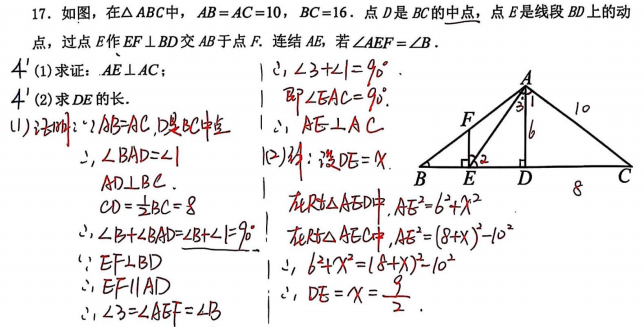 17. 如图，在△ABC中，AB=AC=10，BC=16. 点D是BC的中点，点E是线段BD上的动
点，过点E作EF⊥BD交AB于点F. 连结AE，若∠AEF=∠B.
4' (1)求证：AE⊥AC；
4' (2)求DE的长.
(1)证明：∵AB=AC, D是BC中点
∴∠BAD=∠1
AD⊥BC.
CD=½BC=8
∴∠B+∠BAD=∠B+∠1=90°
∵EF⊥BD
∴EF∥AD
∴∠3=∠AEF=∠B
∴∠3+∠1=90°.
即∠EAC=90°.
∴AE⊥AC
(2)解：设DE=x.
在Rt△AED中, AE²=6²+x²
在Rt△AEC中, AE²=(8+x)²-10²
∴6²+x²=(8+x)²-10²
∴DE=x=9/2.
A
3 1
10
F
6
2
B E D C
8